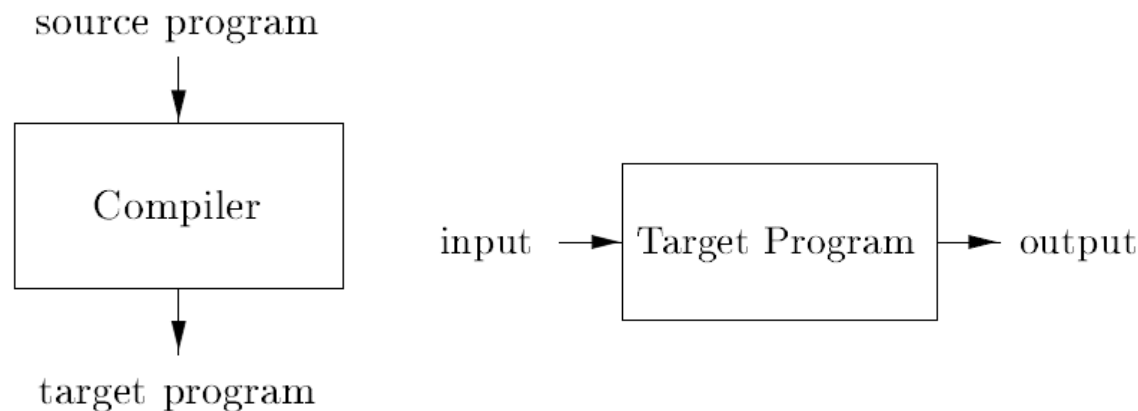 source program
Compiler
target program
input
Target Program
output